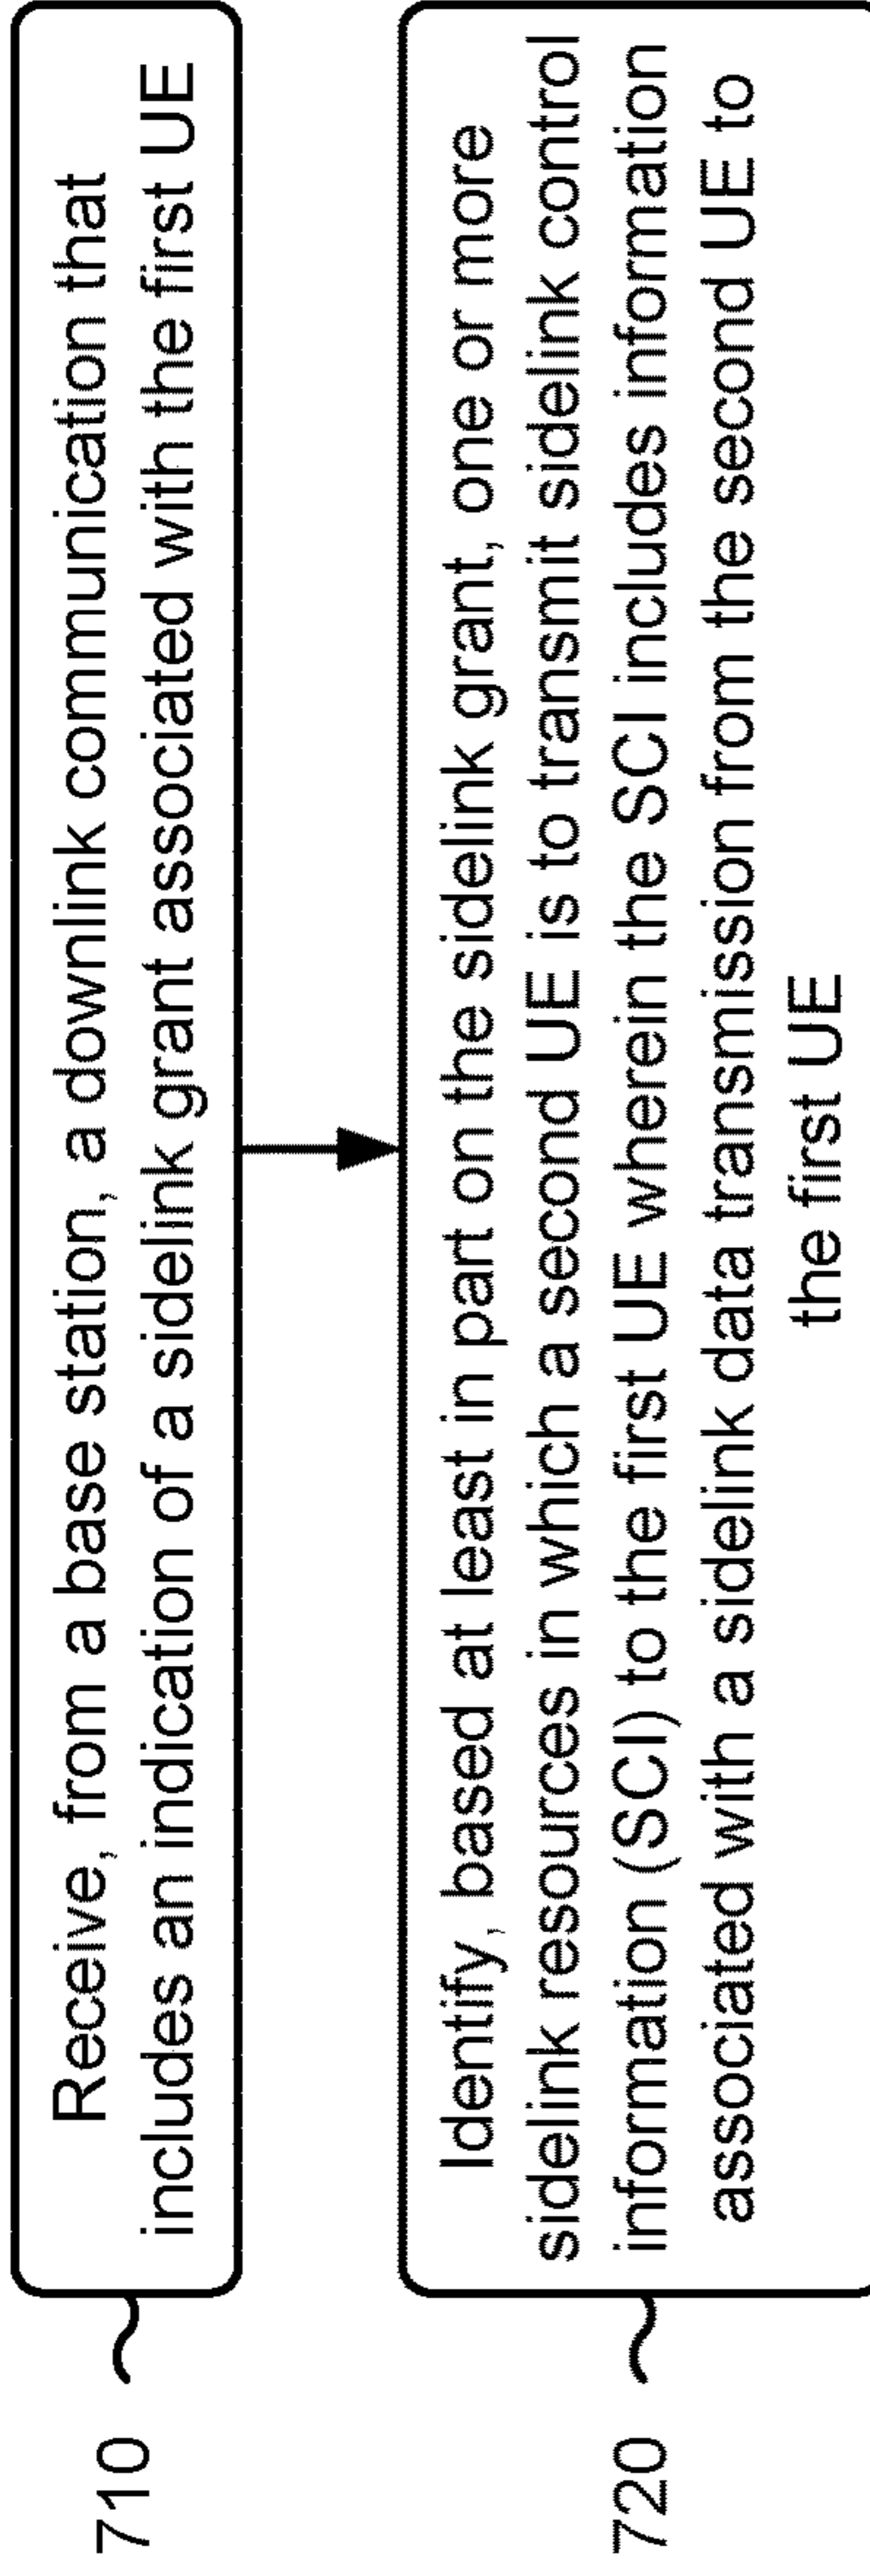 710
Receive, from a base station, a downlink communication that
includes an indication of a sidelink grant associated with the first UE
720
Identify, based at least in part on the sidelink grant, one or more
sidelink resources in which a second UE is to transmit sidelink control
information (SCI) to the first UE wherein the SCI includes information
associated with a sidelink data transmission from the second UE to
the first UE